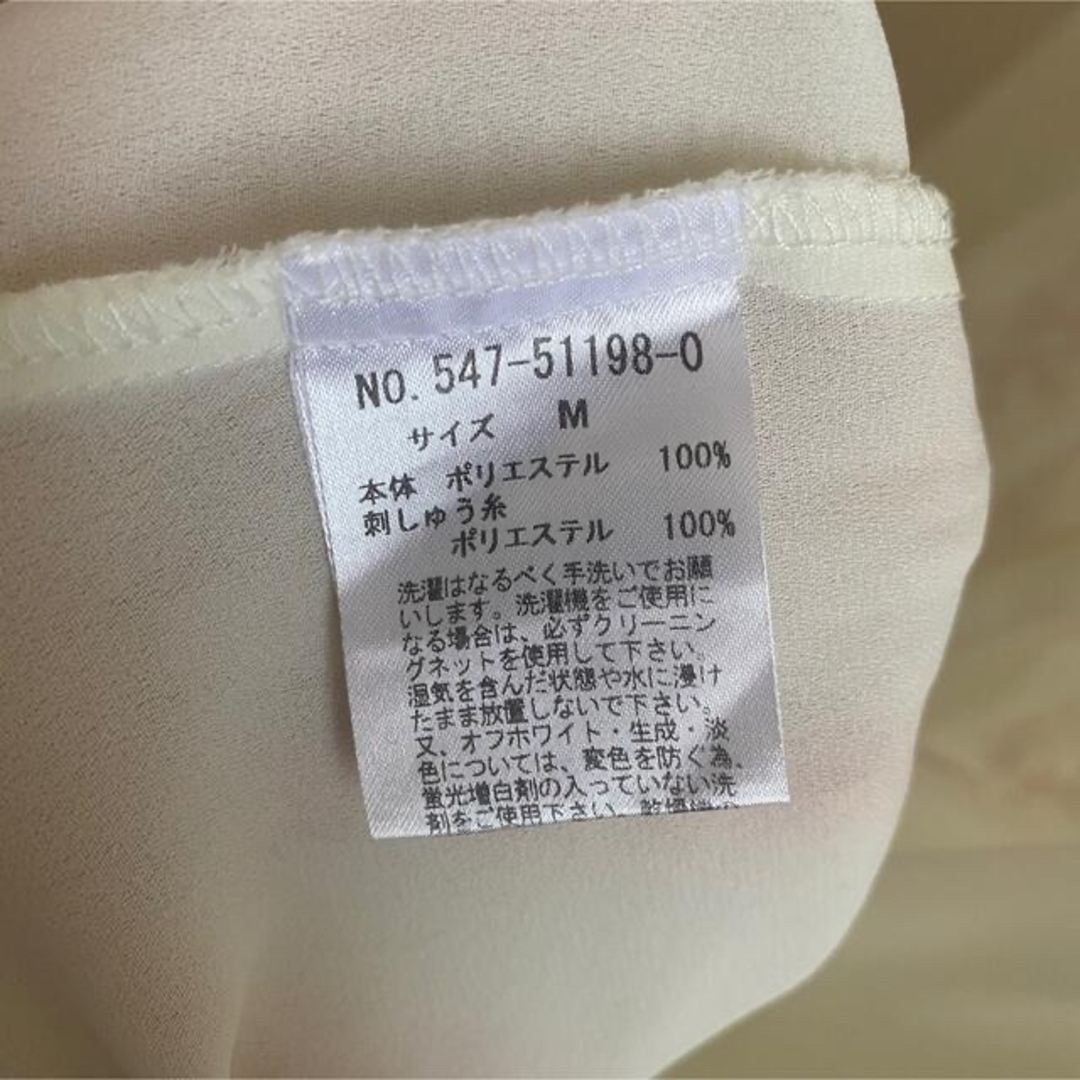 NO. 547-51198-0
サイズ M
本体 ポリエステル 100%
刺しゅう糸
ポリエステル 100%
洗濯はなるべく手洗いでお願
いします。洗濯機をご使用に
なる場合は、必ずクリーニン
グネットを使用して下さい。
湿気を含んだ状態や水に浸け
たまま放置しないで下さい。
又、オフホワイト・生成・淡
色については、変色を防ぐ為、
蛍光増白剤の入っていない洗
剤をご使用下さい。